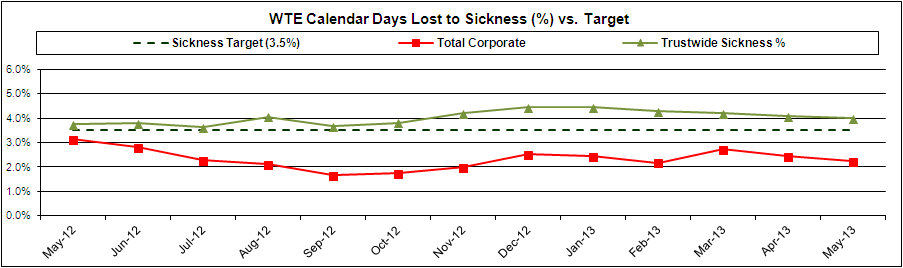 WTE Calendar Days Lost to Sickness (%) vs. Target
Sickness Target (3.5%) Total Corporate Trustwide Sickness %
6.0%
5.0%
4.0%
3.0%
2.0%
1.0%
0.0%
May-12 Jun-12 Jul-12 Aug-12 Sep-12 Oct-12 Nov-12 Dec-12 Jan-13 Feb-13 Mar-13 Apr-13 May-13